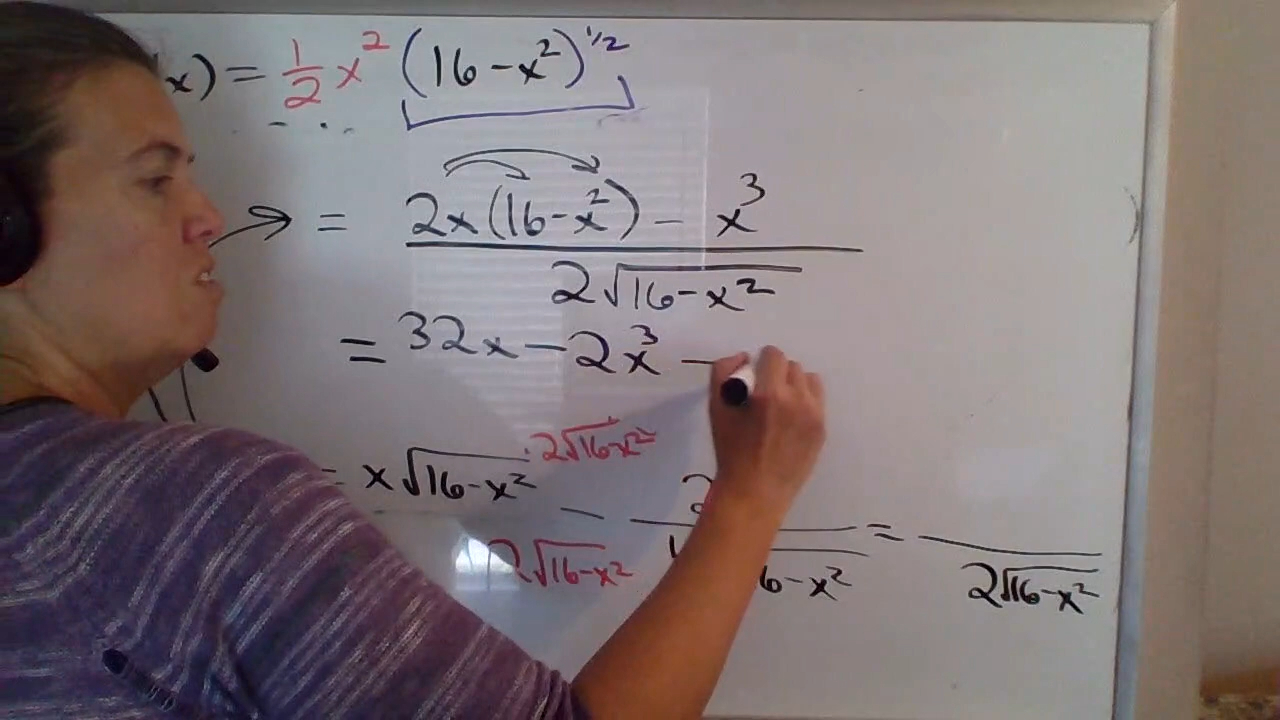 x) = 1/2 x² (16-x²)^1/2
= 2x(16-x²) - x³
2√16-x²
= 32x - 2x³ -
= x√16-x² · 2√16-x² - 2 =
2√16-x² 6-x² 2√16-x²